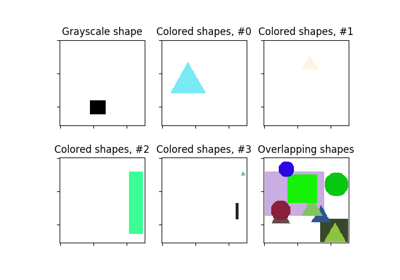 Grayscale shape
Colored shapes, #0
Colored shapes, #1
Colored shapes, #2
Colored shapes, #3
Overlapping shapes